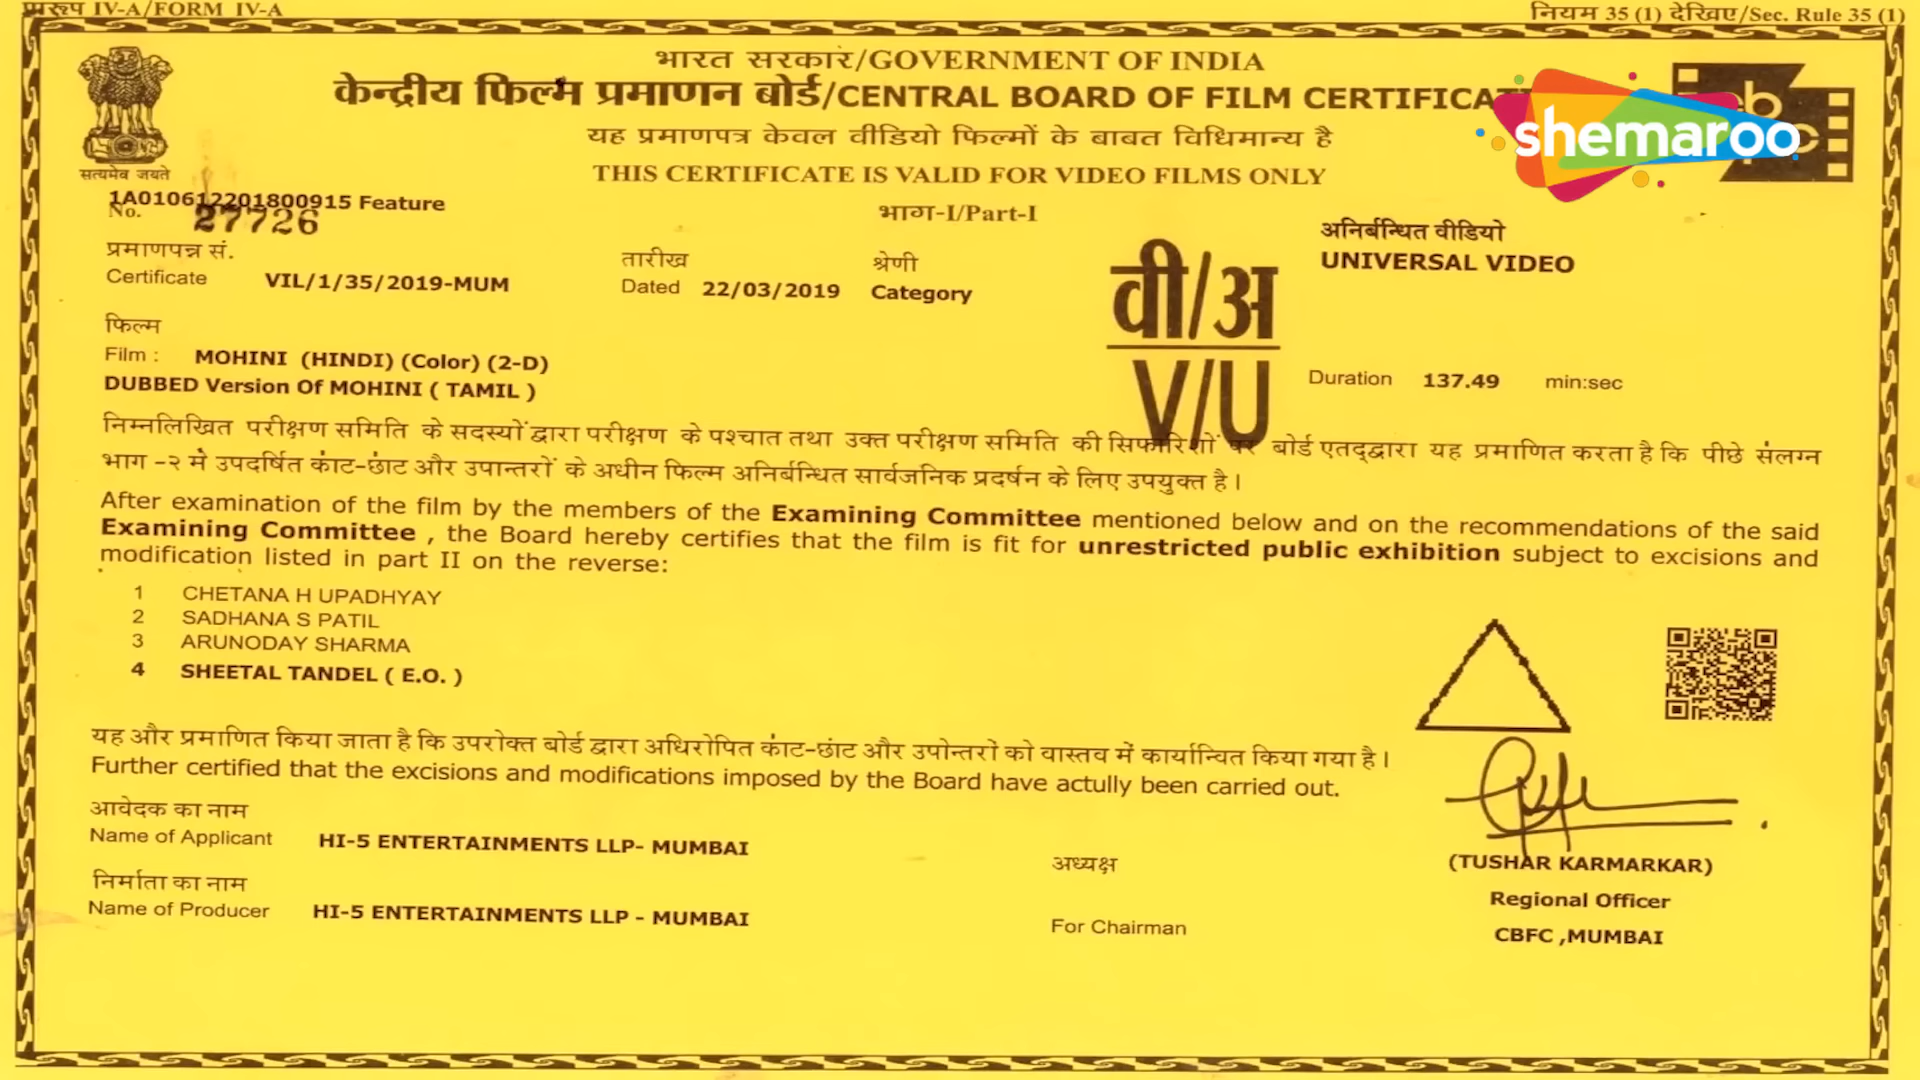 प्रारूप IV-A/FORM IV-A
नियम 35 (1) देखिए/Sec. Rule 35 (1)
भारत सरकार/GOVERNMENT OF INDIA
केन्द्रीय फिल्म प्रमाणन बोर्ड/CENTRAL BOARD OF FILM
shemaroo
यह प्रमाणपत्र केवल वीडियो फिल्मों के बाबत विधिमान्य है
THIS CERTIFICATE IS VALID FOR VIDEO FILMS ONLY
सत्यमेव जयते
1A010612201800915 Feature
No. 27726
भाग-I/Part-I
अनिर्बन्धित वीडियो
UNIVERSAL VIDEO
प्रमाणपत्र सं.
Certificate VIL/1/35/2019-MUM
तारीख
Dated 22/03/2019
श्रेणी
Category
वी/अ
V/U
फिल्म
Film : MOHINI (HINDI) (Color) (2-D)
DUBBED Version Of MOHINI ( TAMIL )
Duration 137.49 min:sec
निम्नलिखित परीक्षण समिति के सदस्यों द्वारा परीक्षण के पश्चात तथा उक्त परीक्षण समिति की सिफारिशों पर बोर्ड एतद्द्वारा यह प्रमाणित करता है कि पीछे संलग्न
भाग -२ में उपदर्षित कांट-छांट और उपान्तरों के अधीन फिल्म अनिर्बन्धित सार्वजनिक प्रदर्षन के लिए उपयुक्त है ।
After examination of the film by the members of the Examining Committee mentioned below and on the recommendations of the said
Examining Committee , the Board hereby certifies that the film is fit for unrestricted public exhibition subject to excisions and
modification listed in part II on the reverse:
1 CHETANA H UPADHYAY
2 SADHANA S PATIL
3 ARUNODAY SHARMA
4 SHEETAL TANDEL ( E.O. )
यह और प्रमाणित किया जाता है कि उपरोक्त बोर्ड द्वारा अधिरोपित कांट-छांट और उपोन्तरों को वास्तव में कार्यान्वित किया गया है ।
Further certified that the excisions and modifications imposed by the Board have actully been carried out.
आवेदक का नाम
Name of Applicant HI-5 ENTERTAINMENTS LLP- MUMBAI
निर्माता का नाम
Name of Producer HI-5 ENTERTAINMENTS LLP - MUMBAI
अध्यक्ष
For Chairman
(TUSHAR KARMARKAR)
Regional Officer
CBFC ,MUMBAI